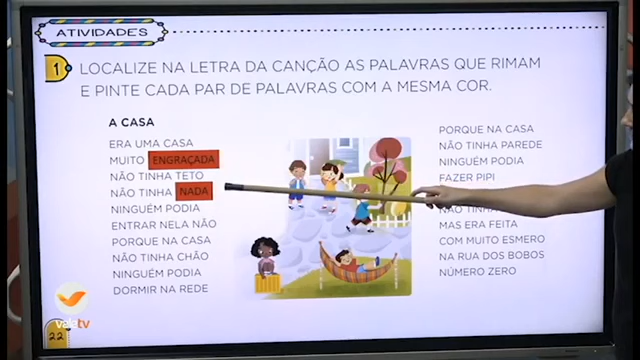 ATIVIDADES
1 LOCALIZE NA LETRA DA CANÇÃO AS PALAVRAS QUE RIMAM
E PINTE CADA PAR DE PALAVRAS COM A MESMA COR.
A CASA
ERA UMA CASA
MUITO ENGRAÇADA
NÃO TINHA TETO
NÃO TINHA NADA
NINGUÉM PODIA
ENTRAR NELA NÃO
PORQUE NA CASA
NÃO TINHA CHÃO
NINGUÉM PODIA
DORMIR NA REDE
PORQUE NA CASA
NÃO TINHA PAREDE
NINGUÉM PODIA
FAZER PIPI
NÃO TINHA
MAS ERA FEITA
COM MUITO ESMERO
NA RUA DOS BOBOS
NÚMERO ZERO
22